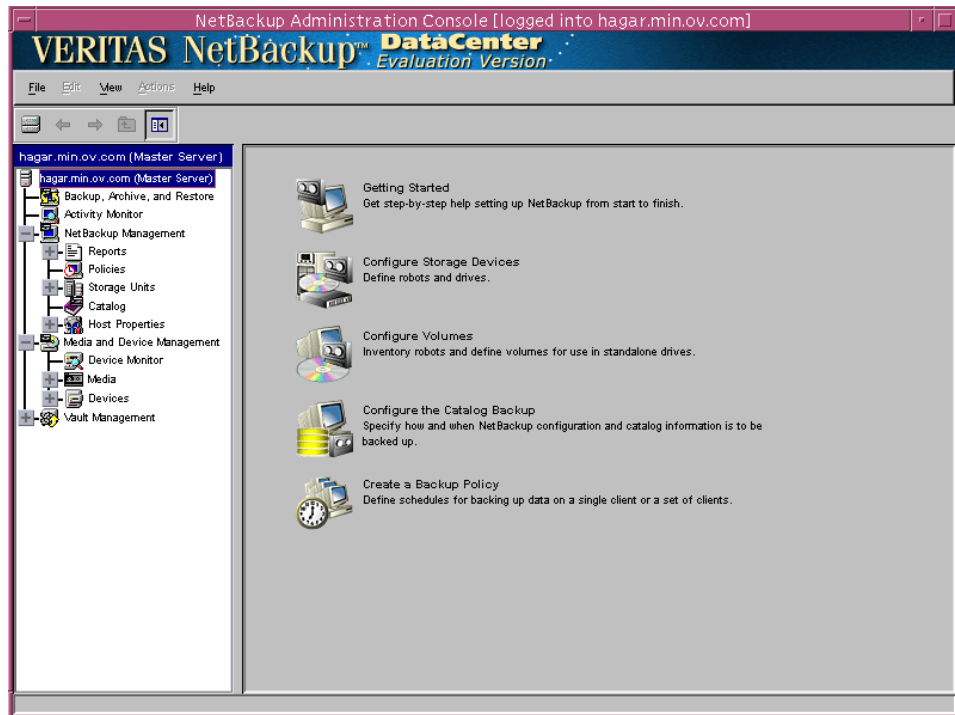 NetBackup Administration Console [logged into hagar.min.ov.com]
VERITAS NetBackup™ DataCenter
Evaluation Version
File Edit View Actions Help
hagar.min.ov.com (Master Server)
hagar.min.ov.com (Master Server)
Backup, Archive, and Restore
Activity Monitor
NetBackup Management
Reports
Policies
Storage Units
Catalog
Host Properties
Media and Device Management
Device Monitor
Media
Devices
Vault Management
Getting Started
Get step-by-step help setting up NetBackup from start to finish.
Configure Storage Devices
Define robots and drives.
Configure Volumes
Inventory robots and define volumes for use in standalone drives.
Configure the Catalog Backup
Specify how and when NetBackup configuration and catalog information is to be
backed up.
Create a Backup Policy
Define schedules for backing up data on a single client or a set of clients.